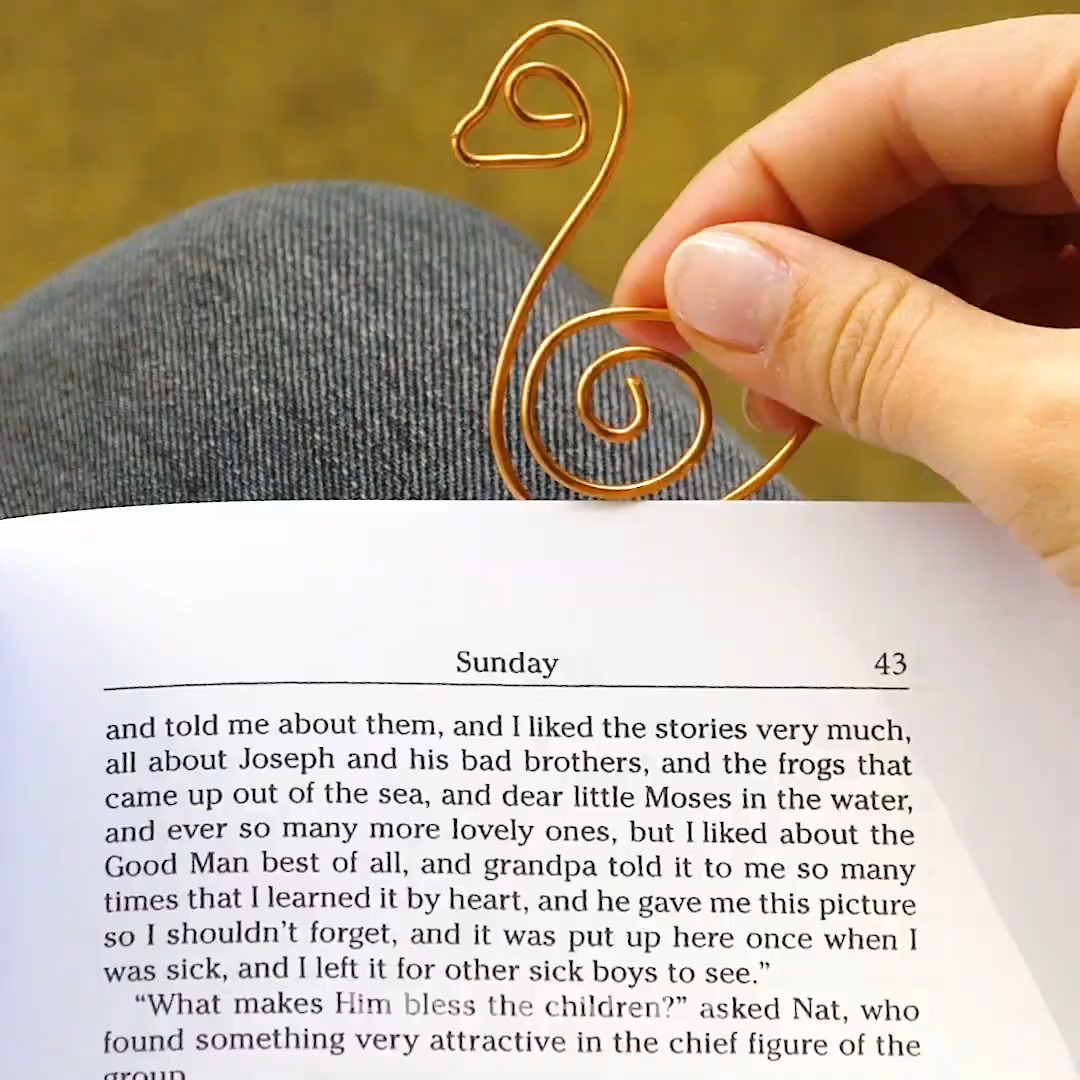 Sunday 43
and told me about them, and I liked the stories very much,
all about Joseph and his bad brothers, and the frogs that
came up out of the sea, and dear little Moses in the water,
and ever so many more lovely ones, but I liked about the
Good Man best of all, and grandpa told it to me so many
times that I learned it by heart, and he gave me this picture
so I shouldn’t forget, and it was put up here once when I
was sick, and I left it for other sick boys to see.”
“What makes Him bless the children?” asked Nat, who
found something very attractive in the chief figure of the
group